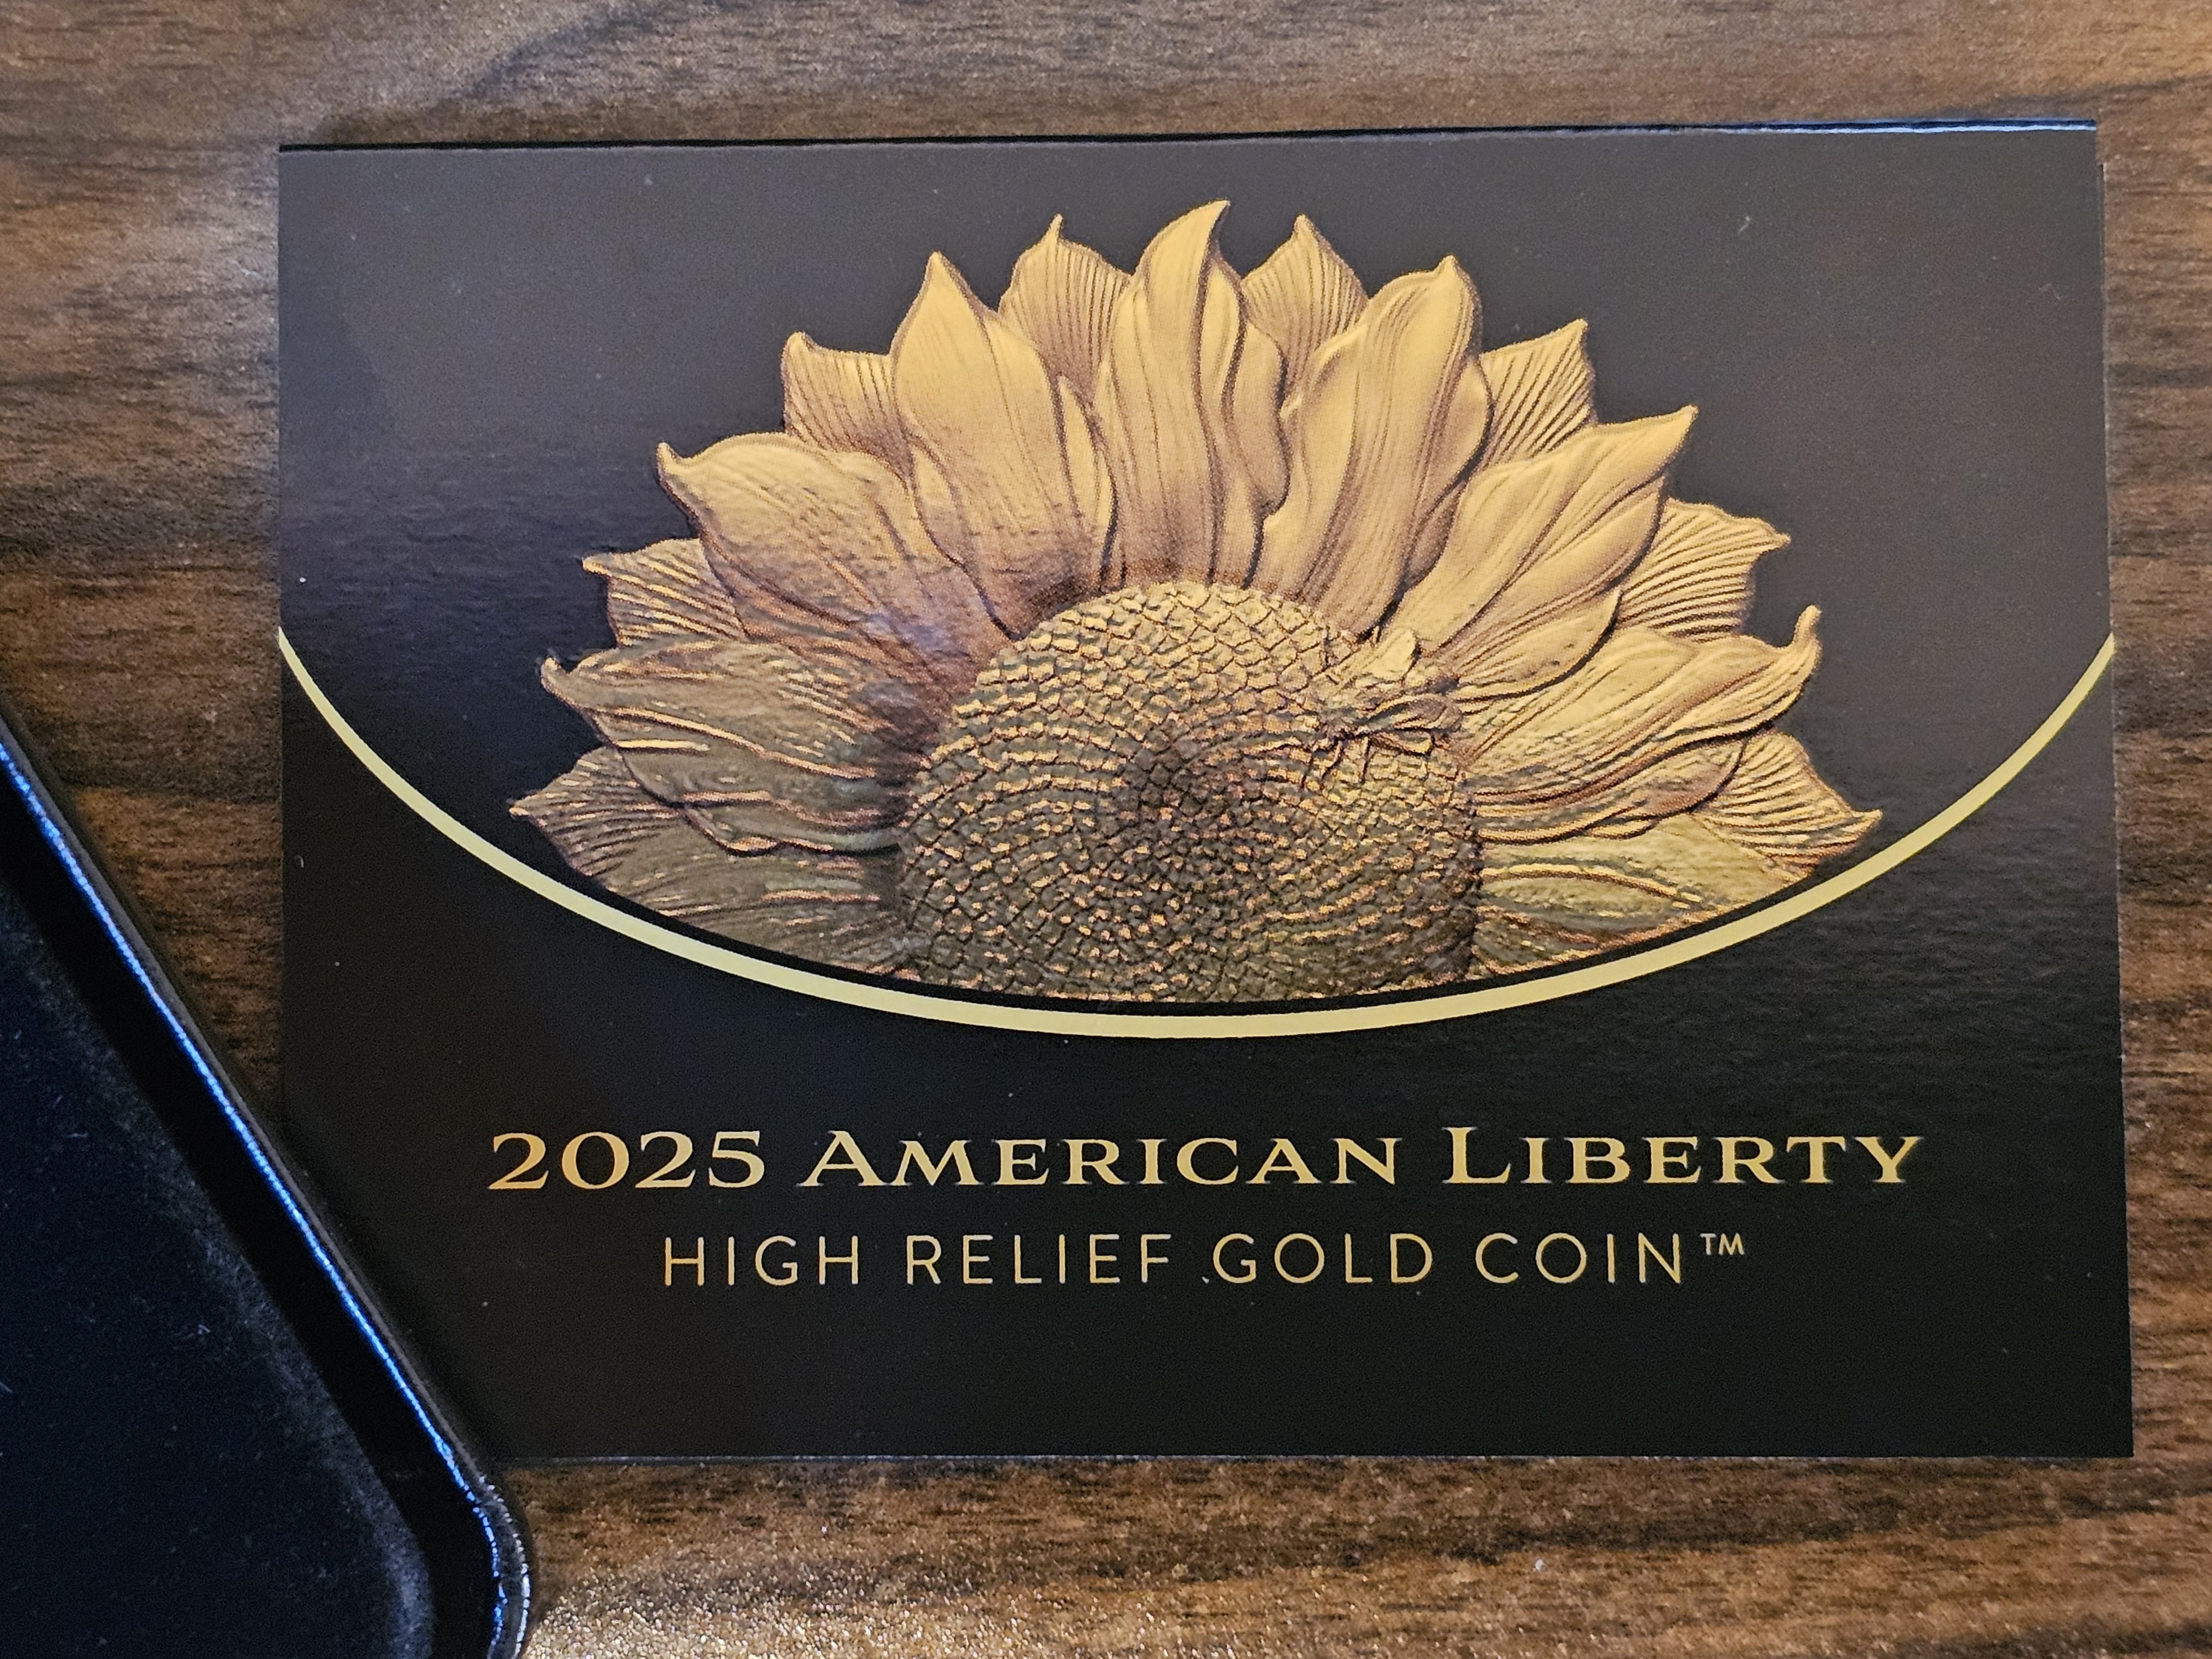 2025 AMERICAN LIBERTY
HIGH RELIEF GOLD COIN™